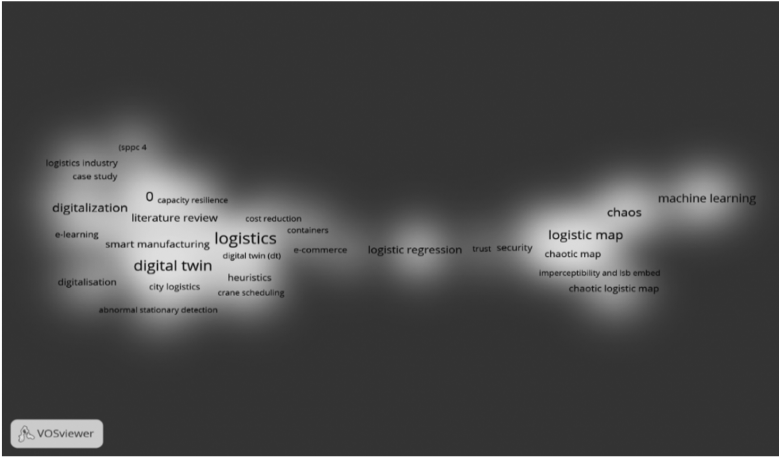 (sppc 4
logistics industry
case study
0 capacity resilience
digitalization
literature review
cost reduction
e-learning
smart manufacturing
logistics
containers
digital twin (dt)
e-commerce
digital twin
heuristics
digitalisation
city logistics
crane scheduling
abnormal stationary detection
logistic regression
trust
security
machine learning
chaos
logistic map
chaotic map
imperceptibility and lsb embed
chaotic logistic map
VOSviewer